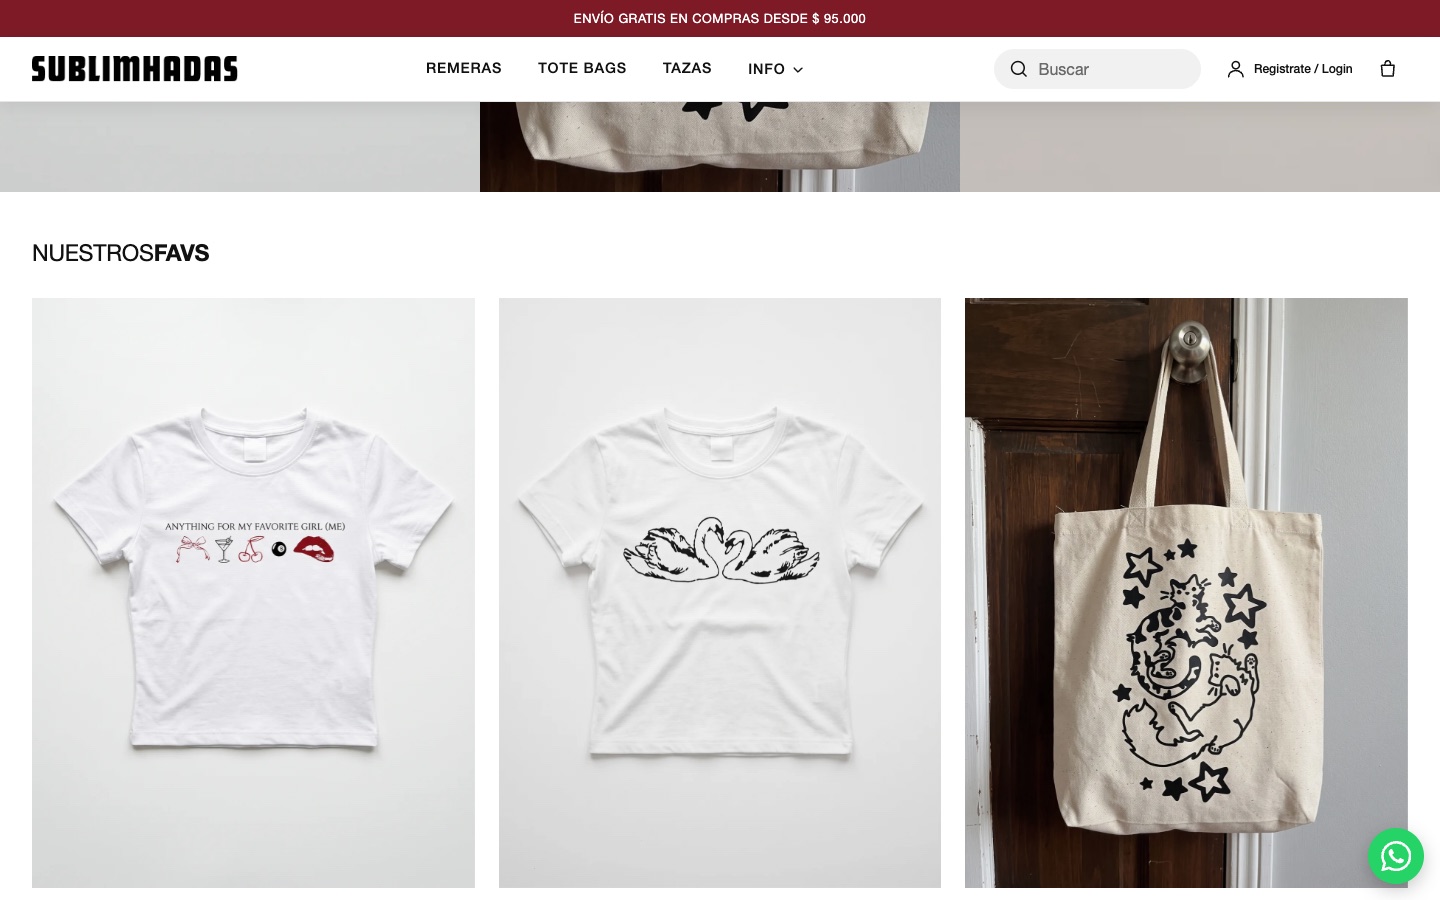 ENVÍO GRATIS EN COMPRAS DESDE $ 95.000
SUBLIMHADAS
REMERAS
TOTE BAGS
TAZAS
INFO
Buscar
Registrate / Login
NUESTROSFAVS
ANYTHING FOR MY FAVORITE GIRL (ME)